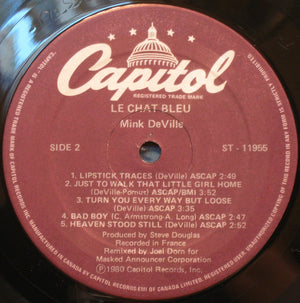 Capitol
REGISTERED TRADE MARK
LE CHAT BLEU
Mink DeVille
SIDE 2
ST - 11955
1. LIPSTICK TRACES (DeVille) ASCAP 2:49
2. JUST TO WALK THAT LITTLE GIRL HOME
(DeVille-Pomus) ASCAP/BMI 3:52
3. TURN YOU EVERY WAY BUT LOOSE
(DeVille) ASCAP 3:35
4. BAD BOY (C. Armstrong-A. Long) ASCAP 2:47
5. HEAVEN STOOD STILL (DeVille) ASCAP 2:52
Produced by Steve Douglas
Recorded in France
Remixed by Joel Dorn for
Masked Announcer Corporation
℗1980 Capitol Records, Inc.